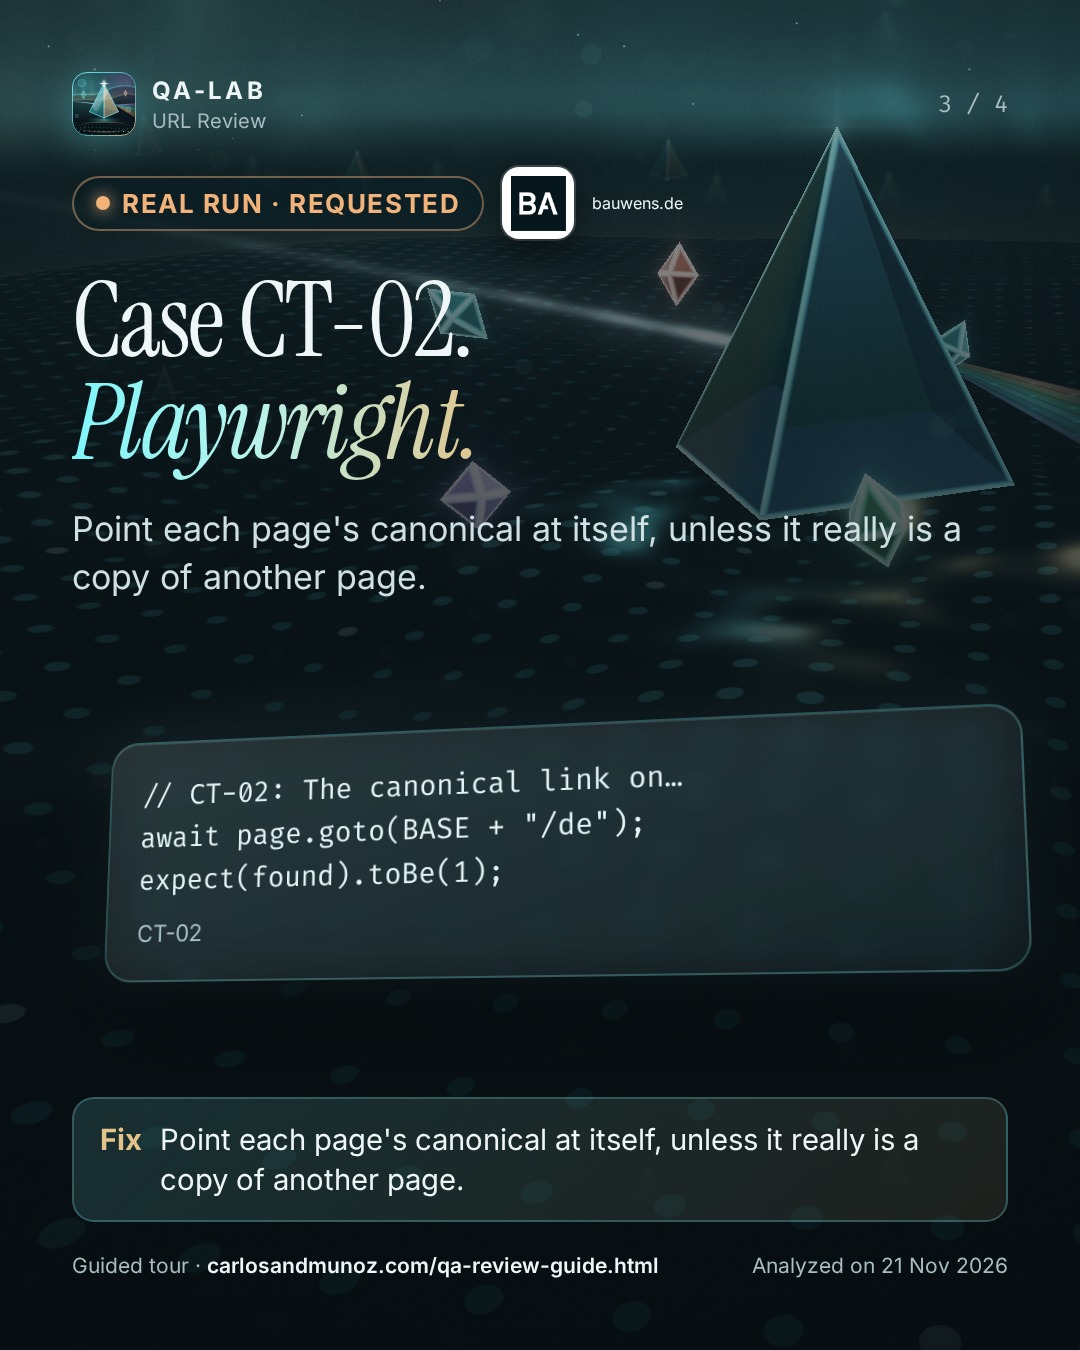 QA-LAB
URL Review
3 / 4
REAL RUN · REQUESTED
BA
bauwens.de
Case CT-02.
Playwright.
Point each page's canonical at itself, unless it really is a
copy of another page.
// CT-02: The canonical link on…
await page.goto(BASE + "/de");
expect(found).toBe(1);
CT-02
Fix Point each page's canonical at itself, unless it really is a
copy of another page.
Guided tour · carlosandmunoz.com/qa-review-guide.html
Analyzed on 21 Nov 2026